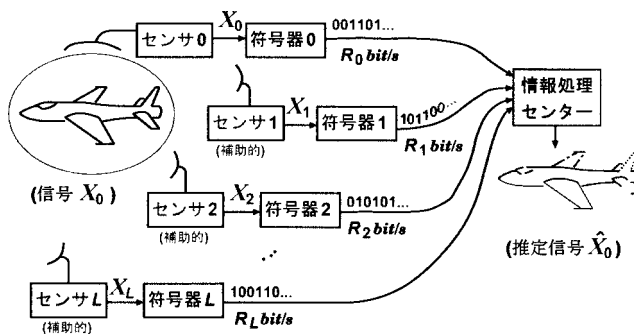 センサ0
X0
符号器0
001101...
R0 bit/s
(信号 X0)
センサ1
(補助的)
X1
符号器1
101100...
R1 bit/s
情報処理
センター
センサ2
(補助的)
X2
符号器2
010101...
R2 bit/s
(推定信号 X̂0)
...
センサL
(補助的)
XL
符号器L
100110...
RL bit/s